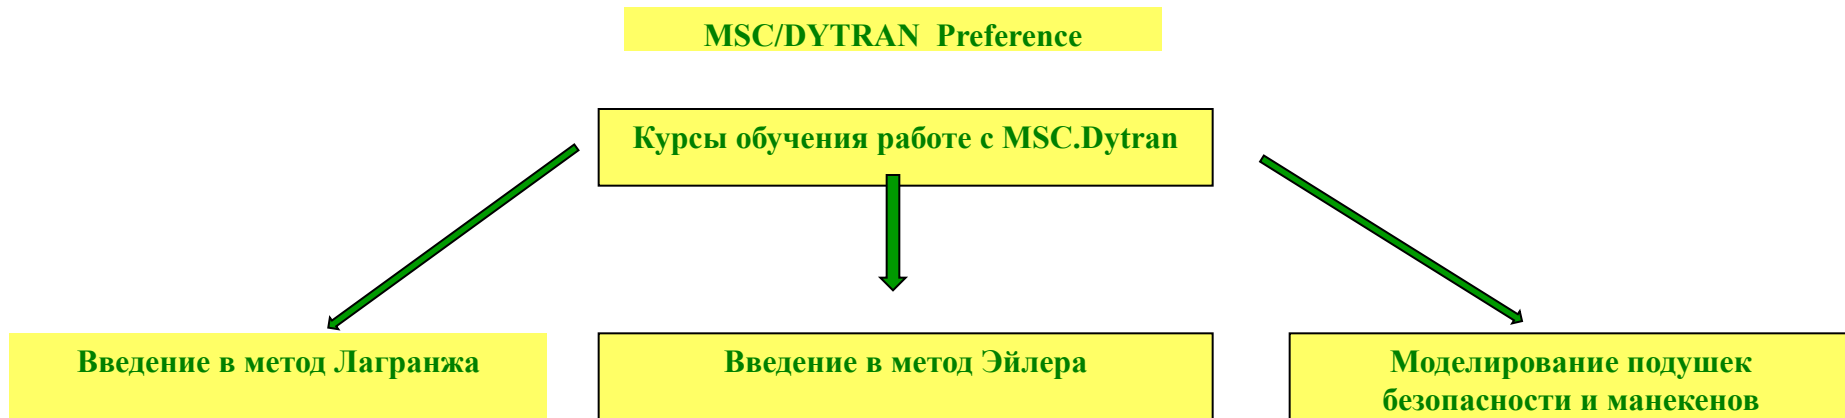 MSC/DYTRAN Preference
Курсы обучения работе с MSC.Dytran
Введение в метод Лагранжа
Введение в метод Эйлера
Моделирование подушек
безопасности и манекенов